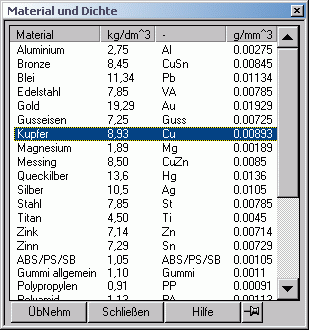 Material und Dichte
Material kg/dm^3 - g/mm^3
Aluminium 2,75 Al 0.00275
Bronze 8,45 CuSn 0.00845
Blei 11,34 Pb 0.01134
Edelstahl 7,85 VA 0.00785
Gold 19,29 Au 0.01929
Gusseisen 7,25 Guss 0.00725
Kupfer 8,93 Cu 0.00893
Magnesium 1,89 Mg 0.00189
Messing 8,50 CuZn 0.0085
Queckilber 13,6 Hg 0.0136
Silber 10,5 Ag 0.0105
Stahl 7,85 St 0.00785
Titan 4,50 Ti 0.0045
Zink 7,14 Zn 0.00714
Zinn 7,29 Sn 0.00729
ABS/PS/SB 1,05 ABS/PS/SB 0.00105
Gummi allgemein 1,10 Gummi 0.0011
Polypropylen 0,91 PP 0.00091
Polyamid 1,13 PA 0.00113
ÜbNehm Schließen Hilfe